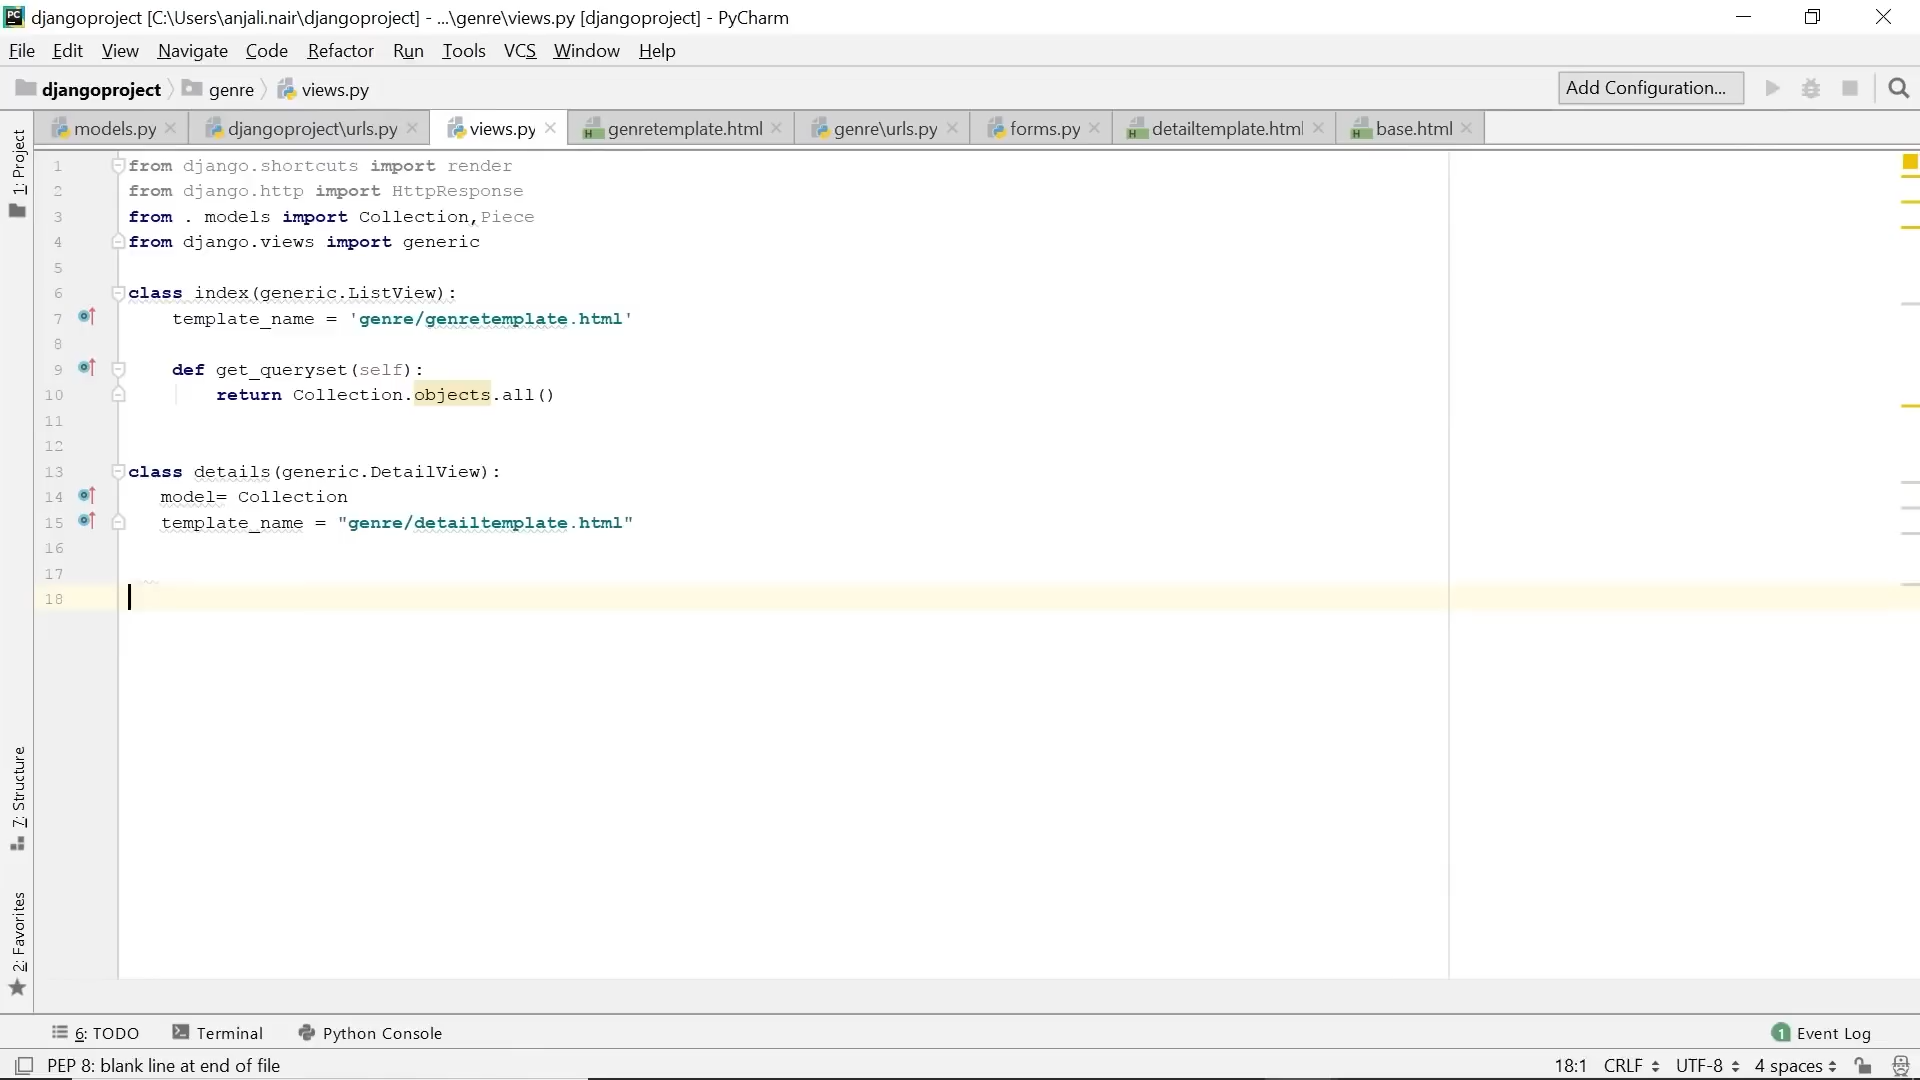 djangoproject [C:\Users\anjali.nair\djangoproject] - ...\genre\views.py [djangoproject] - PyCharm
File Edit View Navigate Code Refactor Run Tools VCS Window Help
djangoproject genre views.py Add Configuration...
models.py djangoproject\urls.py views.py genretemplate.html genre\urls.py forms.py detailtemplate.html base.html
1: Project
7: Structure
2: Favorites
1 from django.shortcuts import render
2 from django.http import HttpResponse
3 from . models import Collection,Piece
4 from django.views import generic
5
6 class index(generic.ListView):
7 template_name = 'genre/genretemplate.html'
8
9 def get_queryset(self):
10 return Collection.objects.all()
11
12
13 class details(generic.DetailView):
14 model= Collection
15 template_name = "genre/detailtemplate.html"
16
17
18
6: TODO Terminal Python Console 1 Event Log
PEP 8: blank line at end of file 18:1 CRLF UTF-8 4 spaces